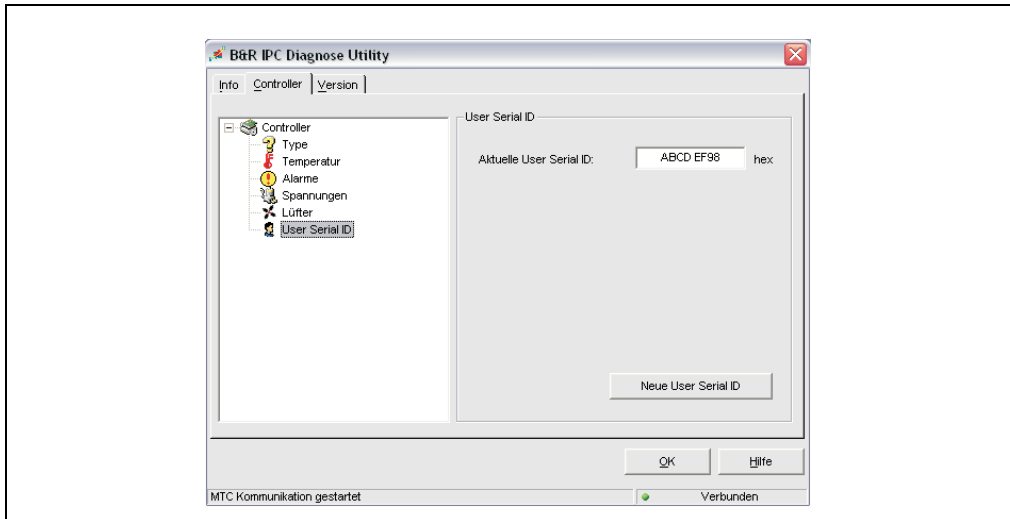 B&R IPC Diagnose Utility
Info Controller Version
Controller
Type
Temperatur
Alarme
Spannungen
Lüfter
User Serial ID
User Serial ID
Aktuelle User Serial ID: ABCD EF98 hex
Neue User Serial ID
OK Hilfe
MTC Kommunikation gestartet Verbunden